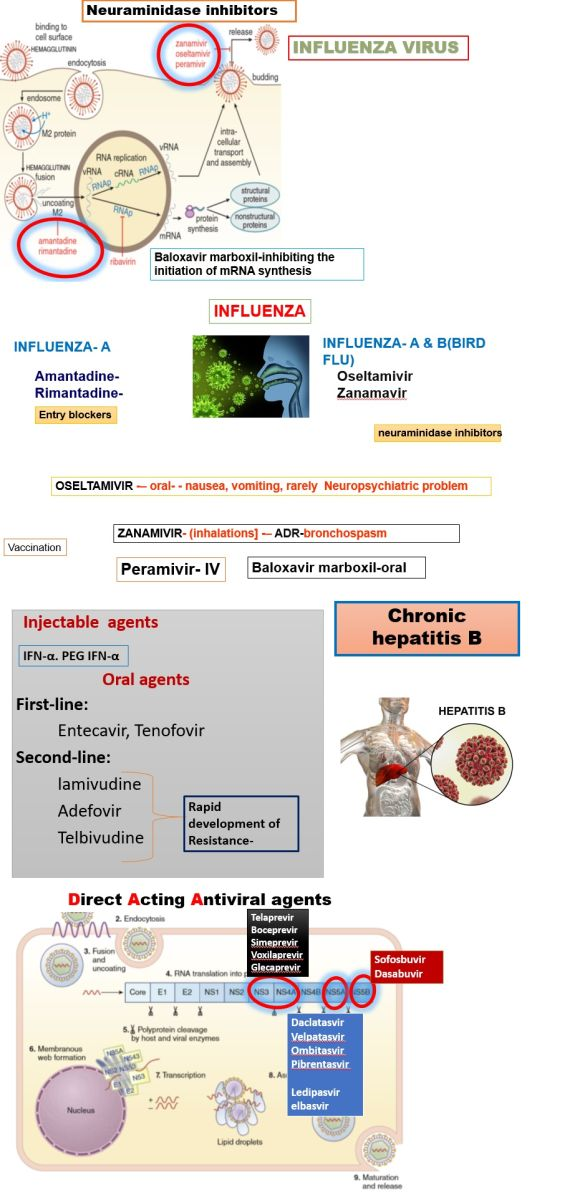 Neuraminidase inhibitors
binding to
cell surface
HEMAGGLUTININ
endocytosis
zanamivir
oseltamivir
peramivir
release
INFLUENZA VIRUS
budding
endosome
H+
M2 protein
HEMAGGLUTININ
fusion
uncoating
M2
amantadine
rimantadine
RNA replication
vRNA
cRNA
RNAp
RNAp
RNAp
vRNA
mRNA
ribavirin
intra-
cellular
transport
and assembly
protein
synthesis
structural
proteins
nonstructural
proteins
Baloxavir marboxil-inhibiting the
initiation of mRNA synthesis
INFLUENZA
INFLUENZA- A
Amantadine-
Rimantadine-
Entry blockers
INFLUENZA- A & B(BIRD
FLU)
Oseltamivir
Zanamavir
neuraminidase inhibitors
OSELTAMIVIR -– oral- - nausea, vomiting, rarely Neuropsychiatric problem
ZANAMIVIR- (inhalations] -– ADR-bronchospasm
Vaccination
Peramivir- IV
Baloxavir marboxil-oral
Injectable agents
IFN-α. PEG IFN-α
Oral agents
First-line:
Entecavir, Tenofovir
Second-line:
lamivudine
Adefovir
Telbivudine
Rapid
development of
Resistance-
Chronic
hepatitis B
HEPATITIS B
Direct Acting Antiviral agents
2. Endocytosis
3. Fusion
and
uncoating
4. RNA translation into p
Telaprevir
Boceprevir
Simeprevir
Voxilaprevir
Glecaprevir
Sofosbuvir
Dasabuvir
Core E1 E2 NS1 NS2 NS3 NS4A NS4B NS5A NS5B
5. Polyprotein cleavage
by host and viral enzymes
Daclatasvir
Velpatasvir
Ombitasvir
Pibrentasvir
Ledipasvir
elbasvir
6. Membranous
web formation
NS5A
E1
E2
Nucleus
7. Transcription
+
–
8. As
Lipid droplets
9. Maturation
and release